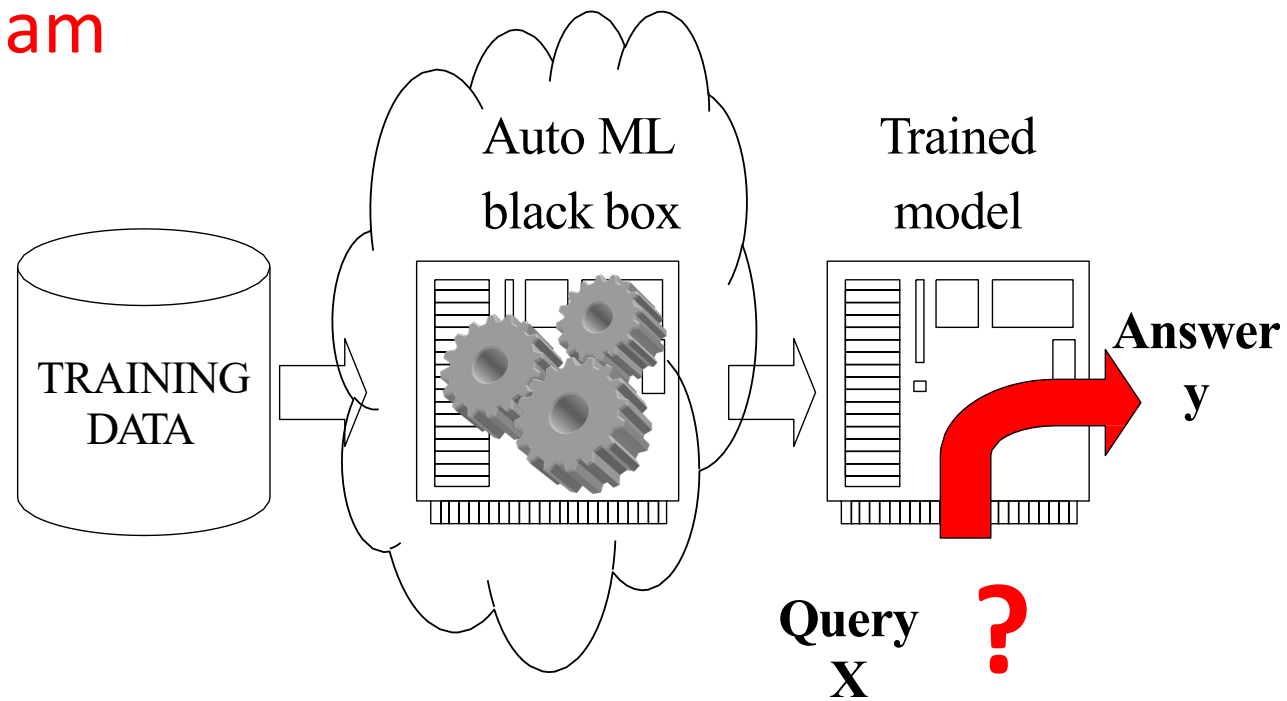 am
Auto ML
black box
Trained
model
TRAINING
DATA
Answer
y
Query
X
?